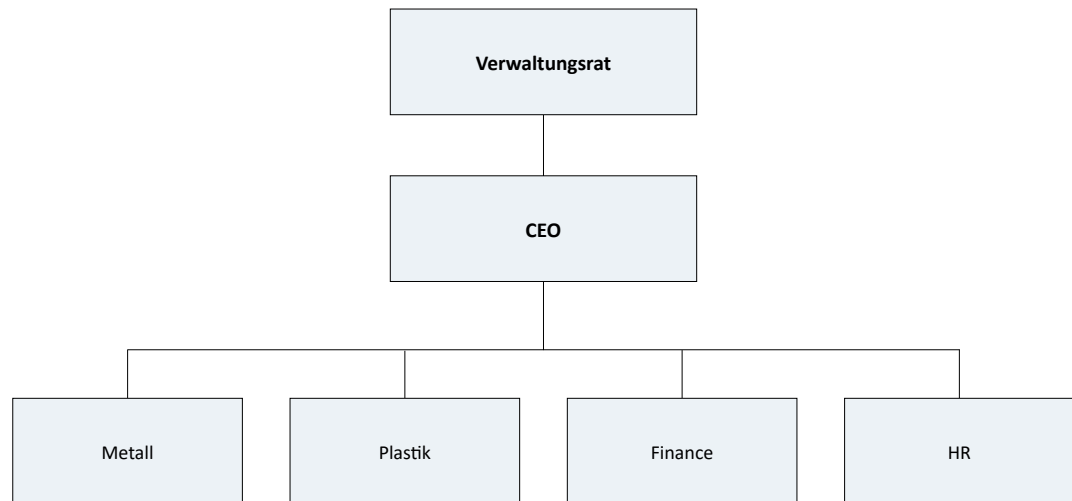 Verwaltungsrat
CEO
Metall
Plastik
Finance
HR